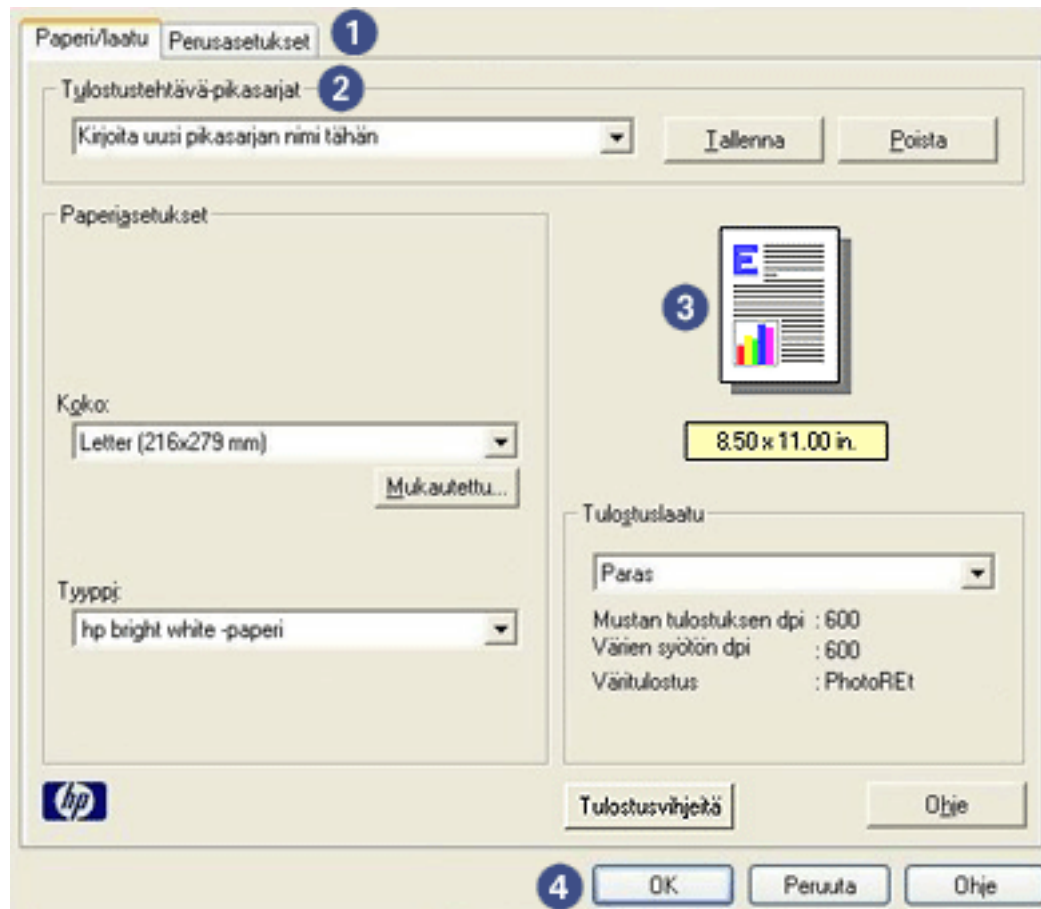 Paperi/laatu Perusasetukset 1
Tulostustehtävä-pikasarjat 2
Kirjoita uusi pikasarjan nimi tähän Tallenna Poista
Paperiasetukset
E
3
Koko:
Letter (216x279 mm) 8.50 x 11.00 in.
Mukautettu...
Tulostuslaatu
Paras
Tyyppi:
hp bright white -paperi
Mustan tulostuksen dpi : 600
Värien syötön dpi : 600
Väritulostus : PhotoREt
hp Tulostusvihjeitä Ohje
4 OK Peruuta Ohje